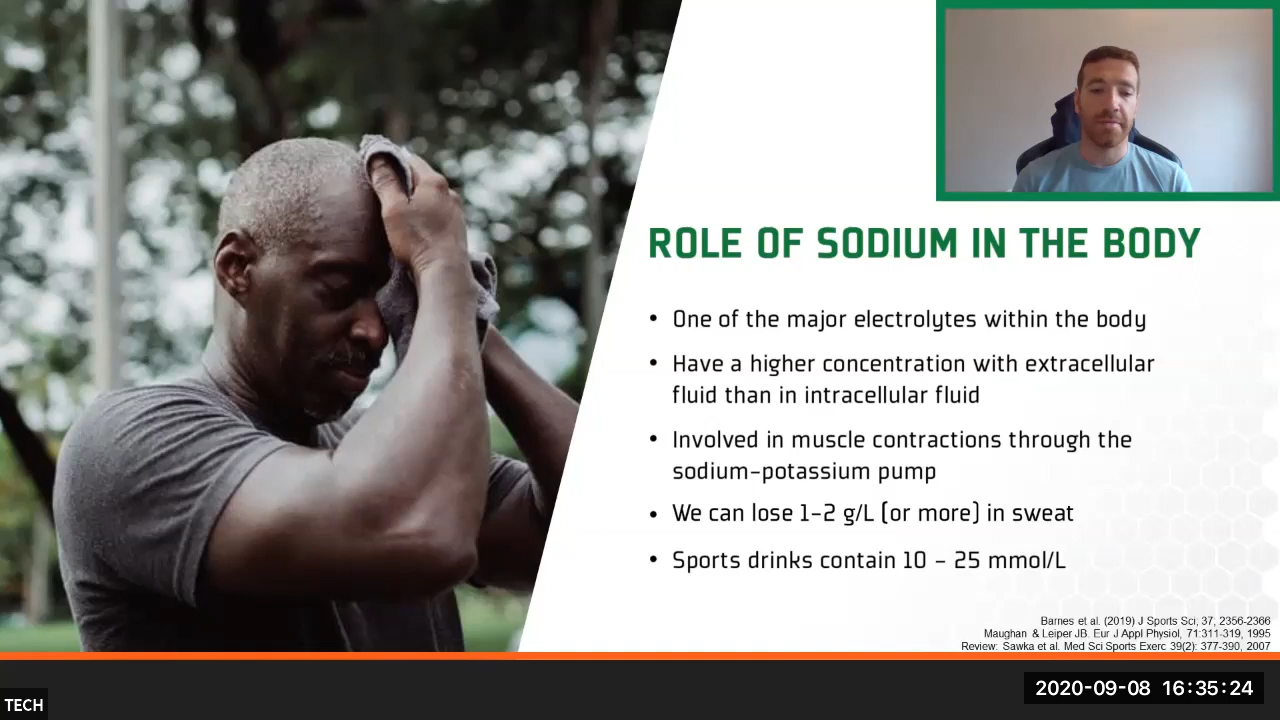 ROLE OF SODIUM IN THE BODY
• One of the major electrolytes within the body
• Have a higher concentration with extracellular
fluid than in intracellular fluid
• Involved in muscle contractions through the
sodium-potassium pump
• We can lose 1-2 g/L (or more) in sweat
• Sports drinks contain 10 - 25 mmol/L
Barnes et al. (2019) J Sports Sci, 37, 2356-2366
Maughan & Leiper JB. Eur J Appl Physiol, 71:311-319, 1995
Review: Sawka et al. Med Sci Sports Exerc 39(2): 377-390, 2007
2020-09-08 16:35:24
TECH